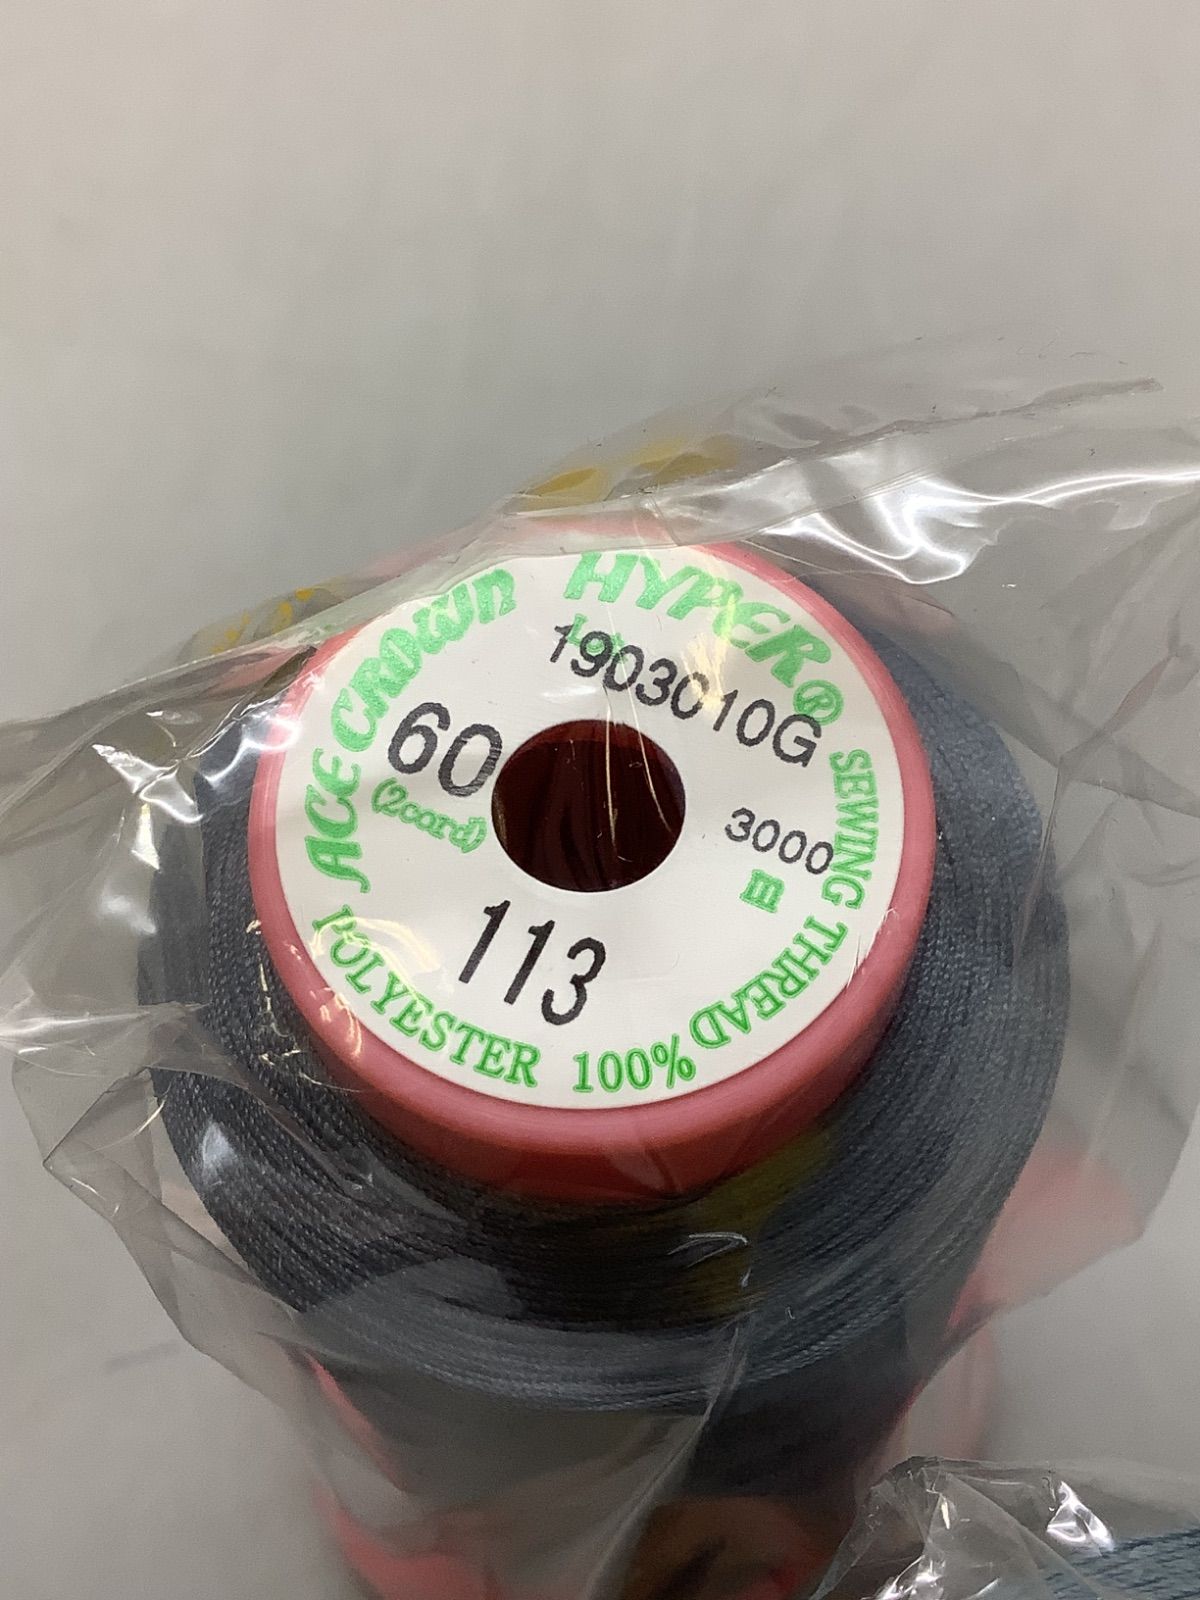 ACE CROWN HYPER®
1903010G
60
(2cord)
3000
m
113
SEWING THREAD
POLYESTER 100%